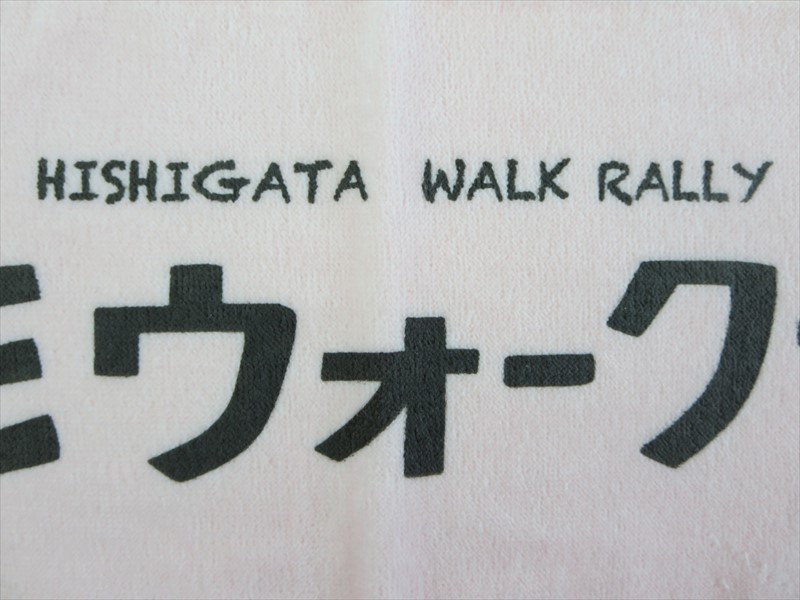 HISHIGATA WALK RALLY
ウォーク